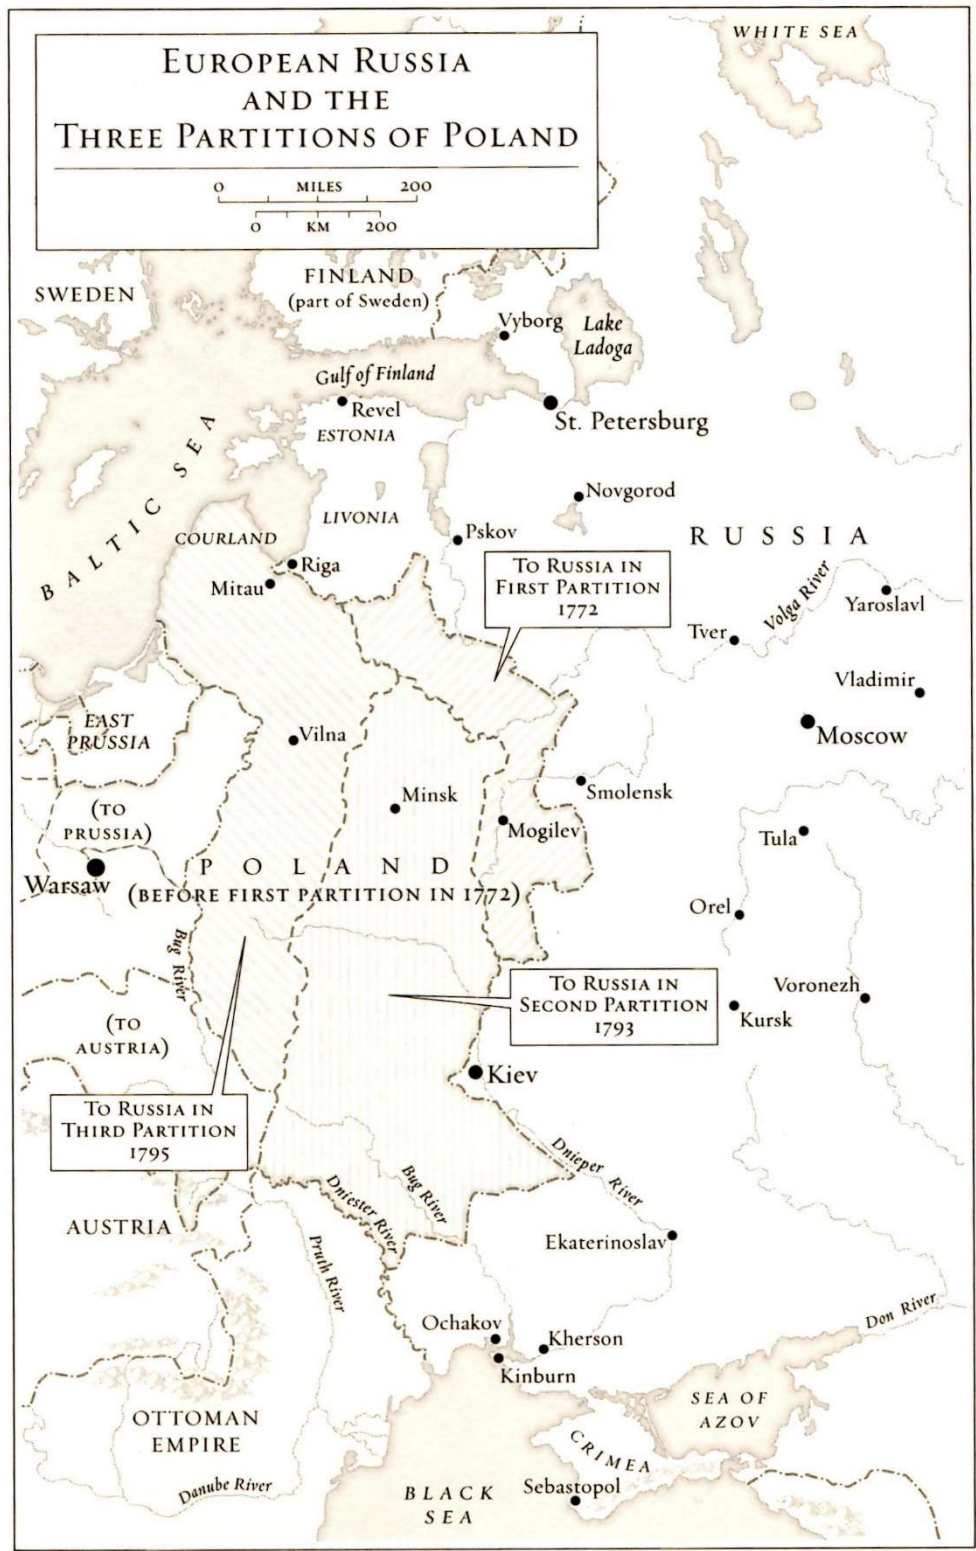 EUROPEAN RUSSIA
AND THE
THREE PARTITIONS OF POLAND
0 MILES 200
0 KM 200
WHITE SEA
SWEDEN
FINLAND
(part of Sweden)
Vyborg
Lake
Ladoga
Gulf of Finland
Revel
ESTONIA
St. Petersburg
BALTIC SEA
Novgorod
LIVONIA
COURLAND
Pskov
RUSSIA
Riga
Mitau
TO RUSSIA IN
FIRST PARTITION
1772
Volga River
Yaroslavl
Tver
Vladimir
EAST
PRUSSIA
Vilna
Moscow
Minsk
Smolensk
(TO
PRUSSIA)
Mogilev
Tula
Warsaw
POLAND
(BEFORE FIRST PARTITION IN 1772)
Orel
Bug River
TO RUSSIA IN
SECOND PARTITION
1793
Voronezh
Kursk
(TO
AUSTRIA)
Kiev
TO RUSSIA IN
THIRD PARTITION
1795
Dnieper River
Bug River
Dniester River
AUSTRIA
Pruth River
Ekaterinoslav
Don River
Ochakov
Kherson
Kinburn
SEA OF
AZOV
OTTOMAN
EMPIRE
CRIMEA
Danube River
BLACK
SEA
Sebastopol